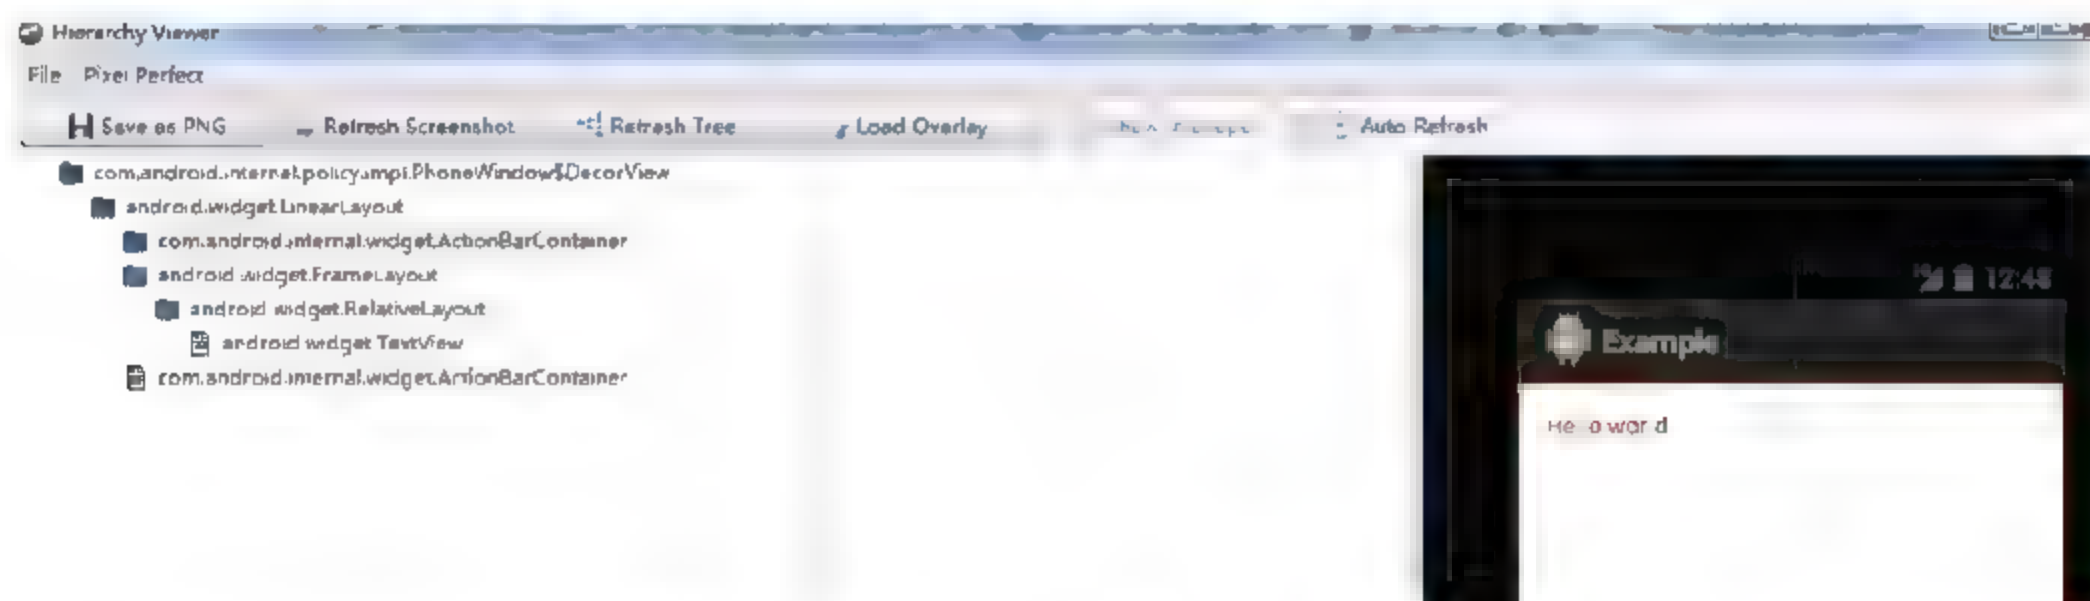 Hierarchy Viewer
File Pixel Perfect
Save as PNG Refresh Screenshot Refresh Tree Load Overlay Auto Refresh
com.android.internal.policy.impl.PhoneWindow$DecorView
android.widget.LinearLayout
com.android.internal.widget.ActionBarContainer
android.widget.FrameLayout
android.widget.RelativeLayout
android.widget.TextView
com.android.internal.widget.ActionBarContainer
Example
Hello world